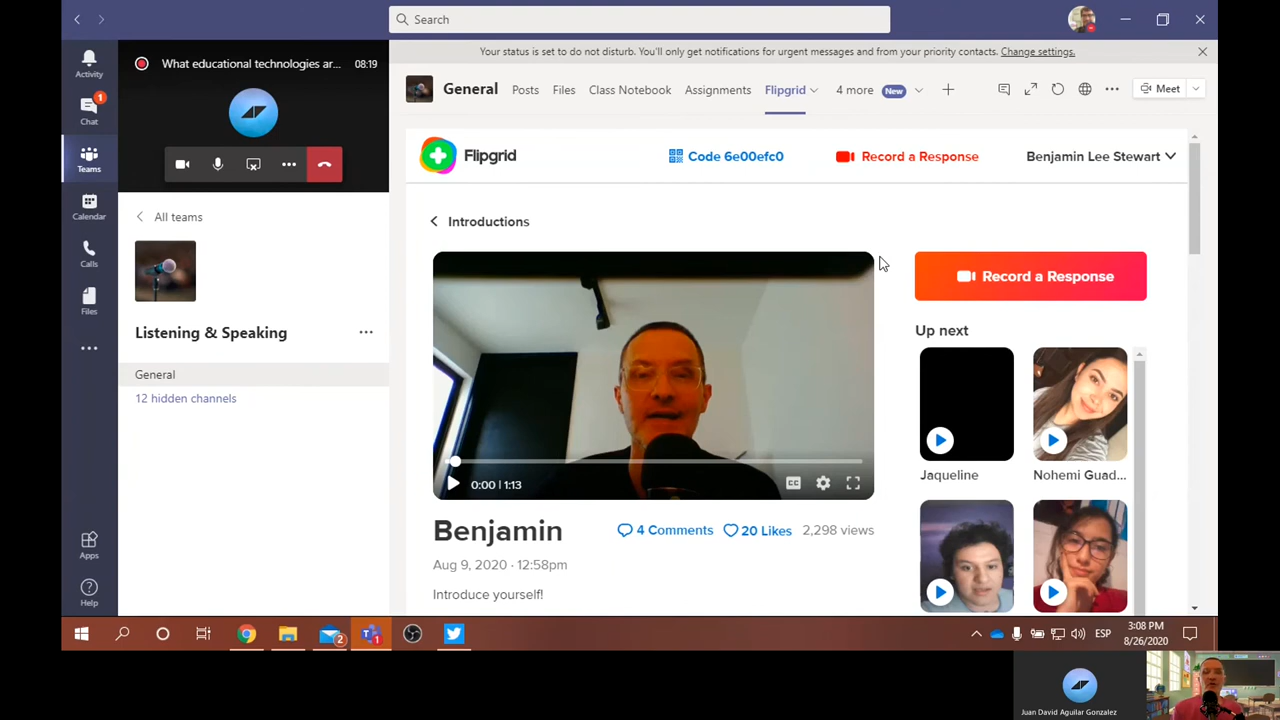 Search
Your status is set to do not disturb. You'll only get notifications for urgent messages and from your priority contacts. Change settings.
Activity
1
Chat
Teams
Calendar
Calls
Files
Apps
Help
What educational technologies ar... 08:19
All teams
Listening & Speaking
General
12 hidden channels
General Posts Files Class Notebook Assignments Flipgrid 4 more New Meet
Flipgrid Code 6e00efc0 Record a Response Benjamin Lee Stewart
Introductions
Record a Response
Up next
0:00 | 1:13
CC
Jaqueline
Nohemi Guad...
Benjamin 4 Comments 20 Likes 2,298 views
Aug 9, 2020 · 12:58pm
Introduce yourself!
2
1
ESP
3:08 PM
8/26/2020
Juan David Aguilar Gonzalez